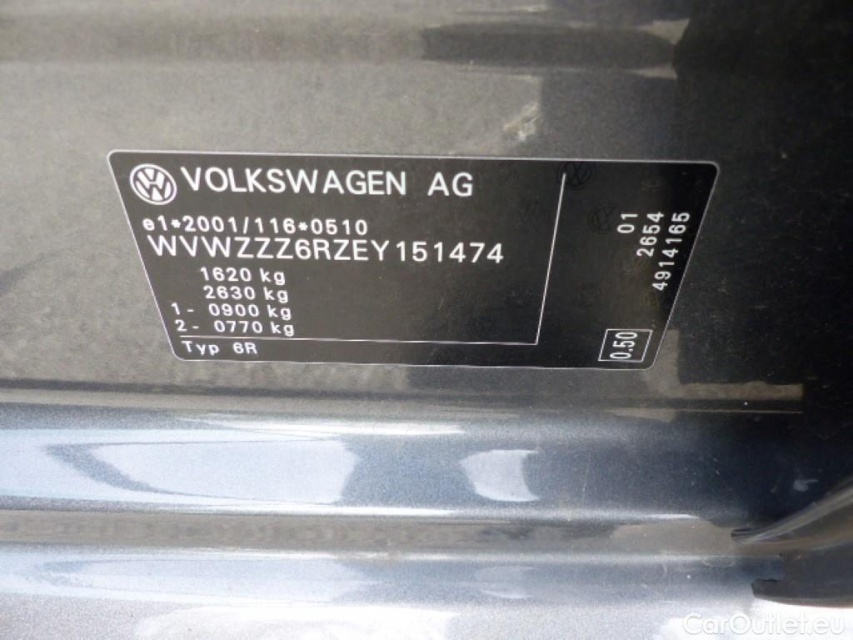 VOLKSWAGEN AG
e1*2001/116*0510
WVWZZZ6RZEY151474
1620 kg
2630 kg
1- 0900 kg
2- 0770 kg
Typ 6R
01
2654
4914165
0.50
CarOutlet.eu